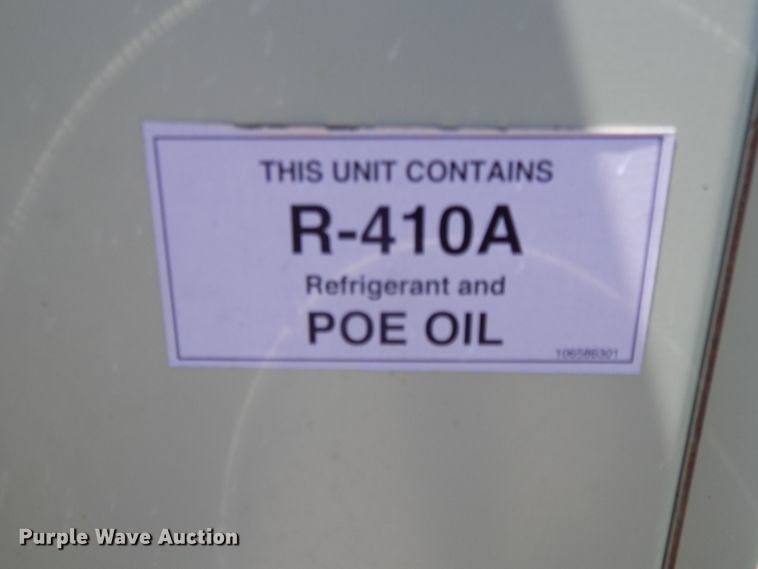 THIS UNIT CONTAINS
R-410A
Refrigerant and
POE OIL
106586301
Purple Wave Auction